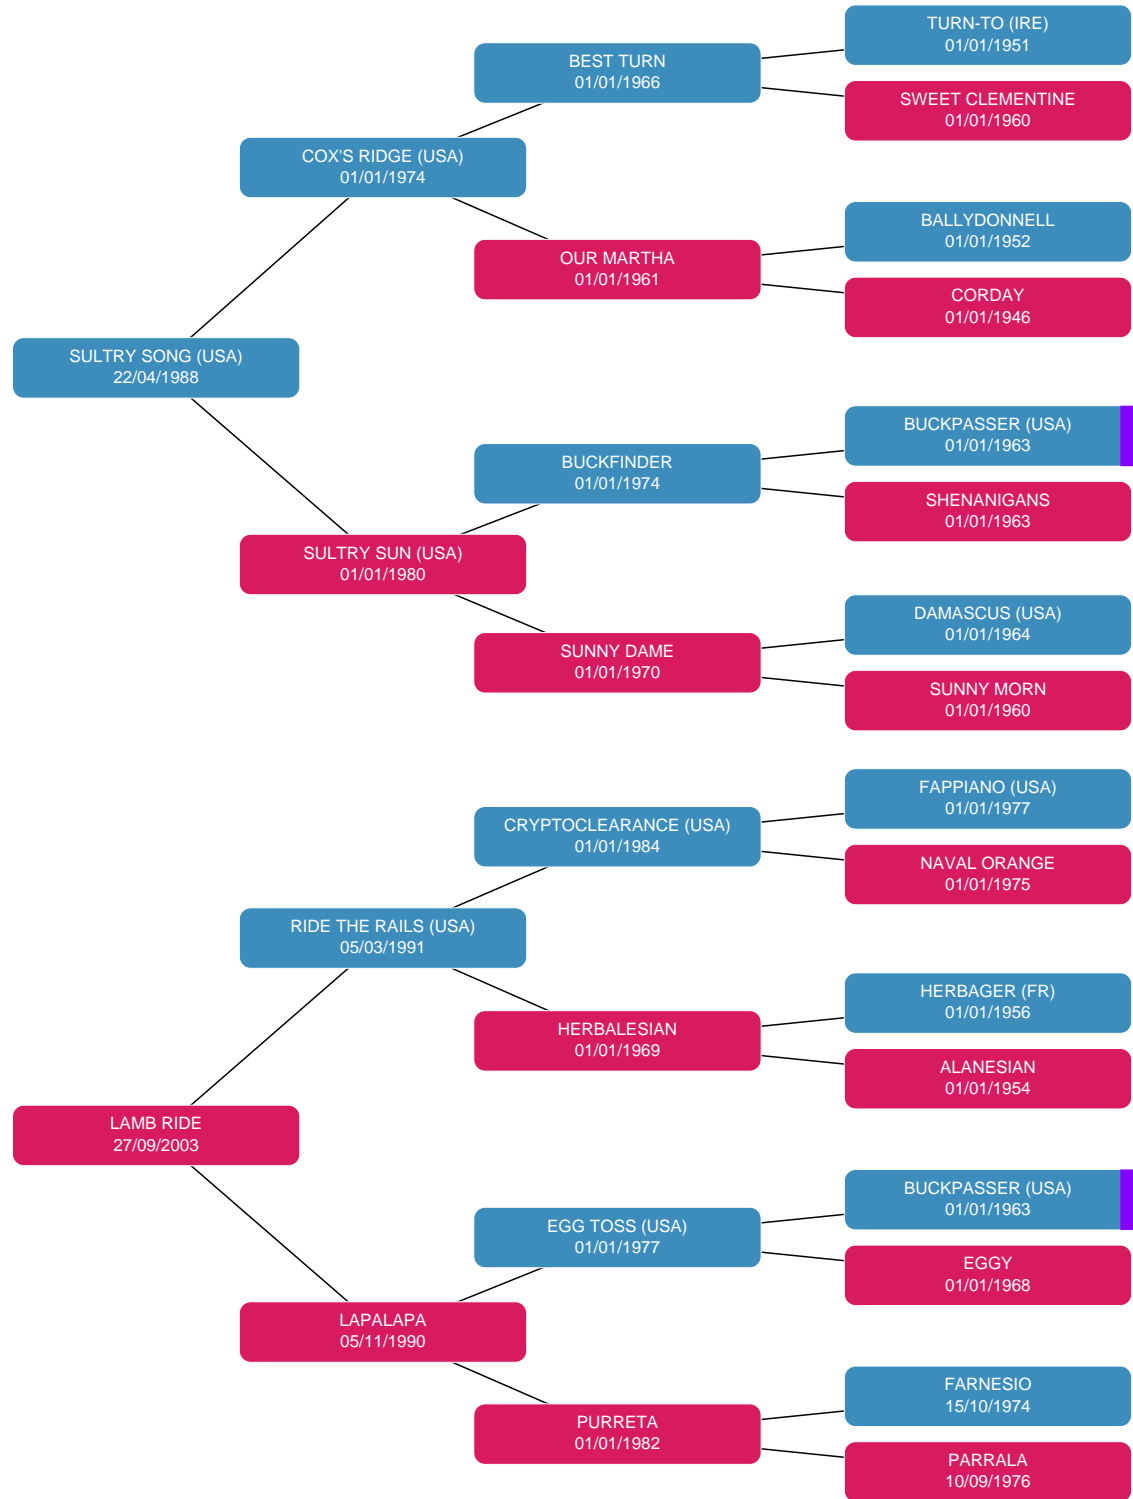 TURN-TO (IRE)
01/01/1951
BEST TURN
01/01/1966
SWEET CLEMENTINE
01/01/1960
COX'S RIDGE (USA)
01/01/1974
BALLYDONNELL
01/01/1952
OUR MARTHA
01/01/1961
CORDAY
01/01/1946
SULTRY SONG (USA)
22/04/1988
BUCKPASSER (USA)
01/01/1963
BUCKFINDER
01/01/1974
SHENANIGANS
01/01/1963
SULTRY SUN (USA)
01/01/1980
DAMASCUS (USA)
01/01/1964
SUNNY DAME
01/01/1970
SUNNY MORN
01/01/1960
FAPPIANO (USA)
01/01/1977
CRYPTOCLEARANCE (USA)
01/01/1984
NAVAL ORANGE
01/01/1975
RIDE THE RAILS (USA)
05/03/1991
HERBAGER (FR)
01/01/1956
HERBALESIAN
01/01/1969
ALANESIAN
01/01/1954
LAMB RIDE
27/09/2003
BUCKPASSER (USA)
01/01/1963
EGG TOSS (USA)
01/01/1977
EGGY
01/01/1968
LAPALAPA
05/11/1990
FARNESIO
15/10/1974
PURRETA
01/01/1982
PARRALA
10/09/1976